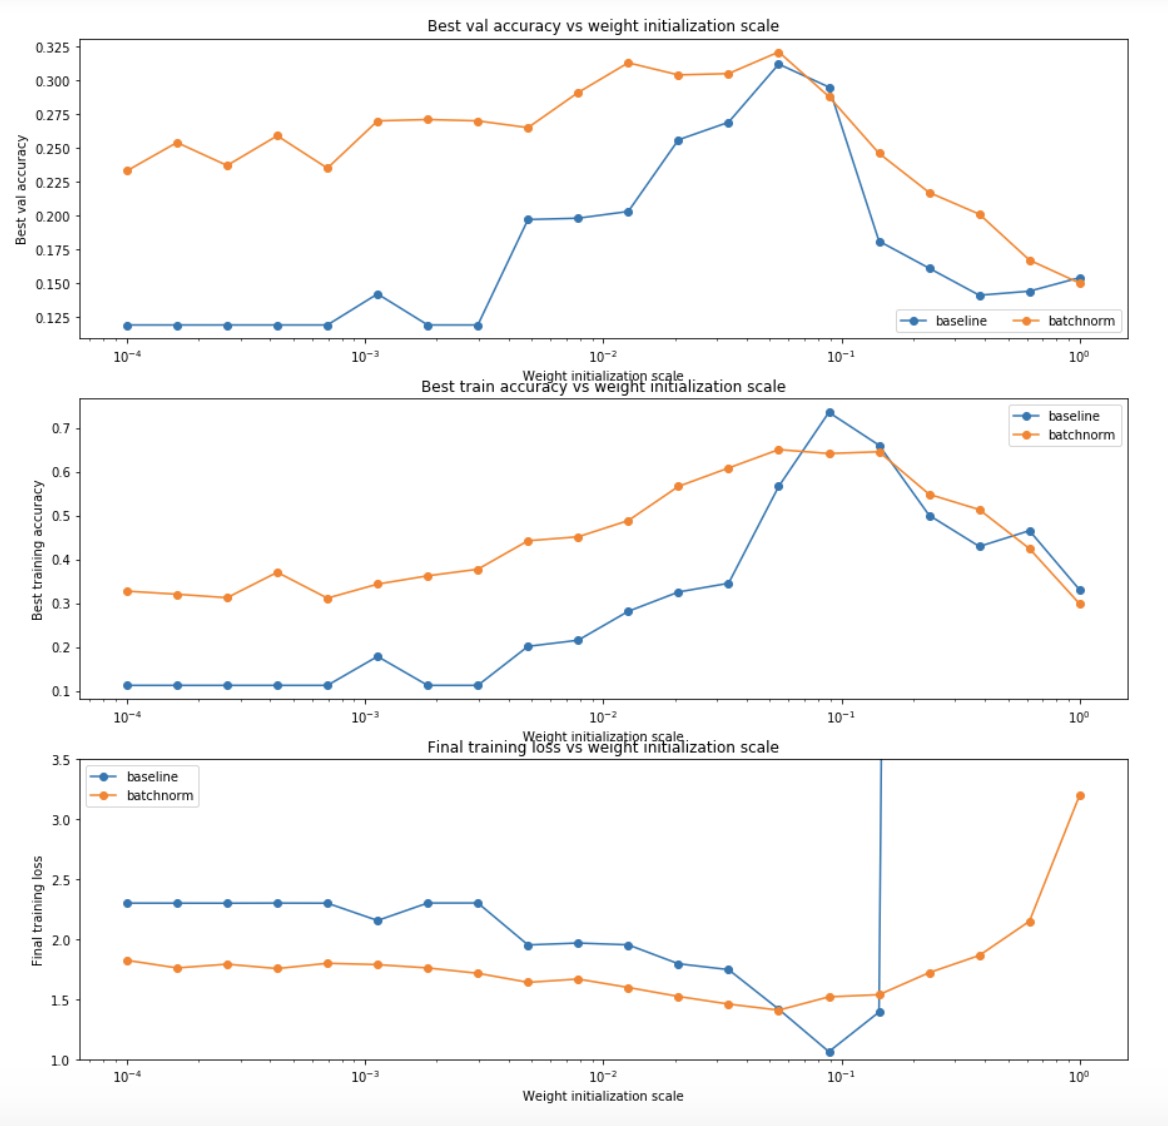 Best val accuracy vs weight initialization scale
Best val accuracy
0.325
0.300
0.275
0.250
0.225
0.200
0.175
0.150
0.125
baseline batchnorm
10⁻⁴ 10⁻³ 10⁻² 10⁻¹ 10⁰
Weight initialization scale
Best train accuracy vs weight initialization scale
Best training accuracy
0.7
0.6
0.5
0.4
0.3
0.2
0.1
baseline
batchnorm
10⁻⁴ 10⁻³ 10⁻² 10⁻¹ 10⁰
Weight initialization scale
Final training loss vs weight initialization scale
Final training loss
3.5
3.0
2.5
2.0
1.5
1.0
baseline
batchnorm
10⁻⁴ 10⁻³ 10⁻² 10⁻¹ 10⁰
Weight initialization scale